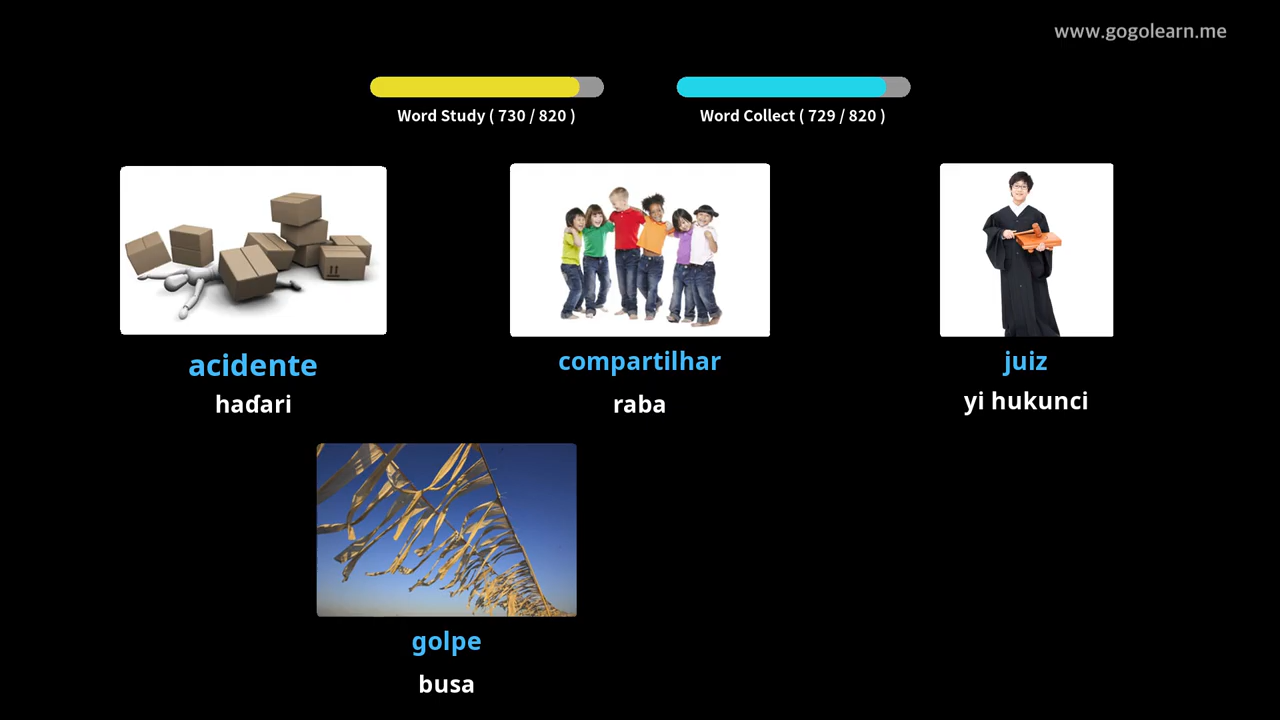 www.gogolearn.me
Word Study ( 730 / 820 )
Word Collect ( 729 / 820 )
acidente
haɗari
compartilhar
raba
juiz
yi hukunci
golpe
busa